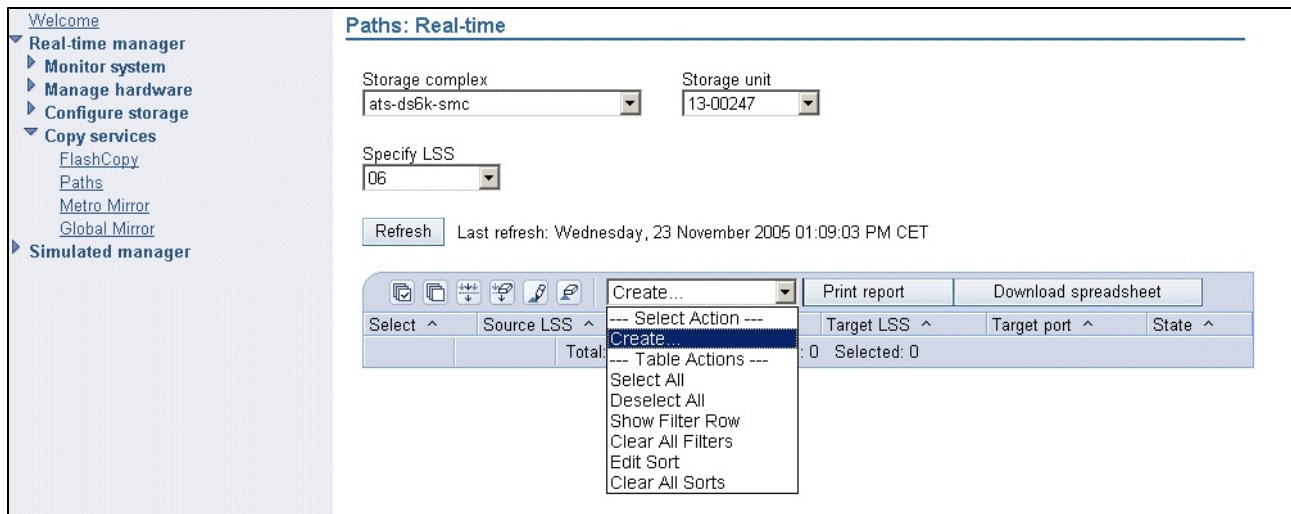 Welcome
Real-time manager
Monitor system
Manage hardware
Configure storage
Copy services
FlashCopy
Paths
Metro Mirror
Global Mirror
Simulated manager
Paths: Real-time
Storage complex
Storage unit
ats-ds6k-smc
13-00247
Specify LSS
06
Refresh
Last refresh: Wednesday, 23 November 2005 01:09:03 PM CET
Create...
Print report
Download spreadsheet
Select ^
Source LSS ^
Target LSS ^
Target port ^
State ^
Total:
: 0 Selected: 0
--- Select Action ---
Create...
--- Table Actions ---
Select All
Deselect All
Show Filter Row
Clear All Filters
Edit Sort
Clear All Sorts